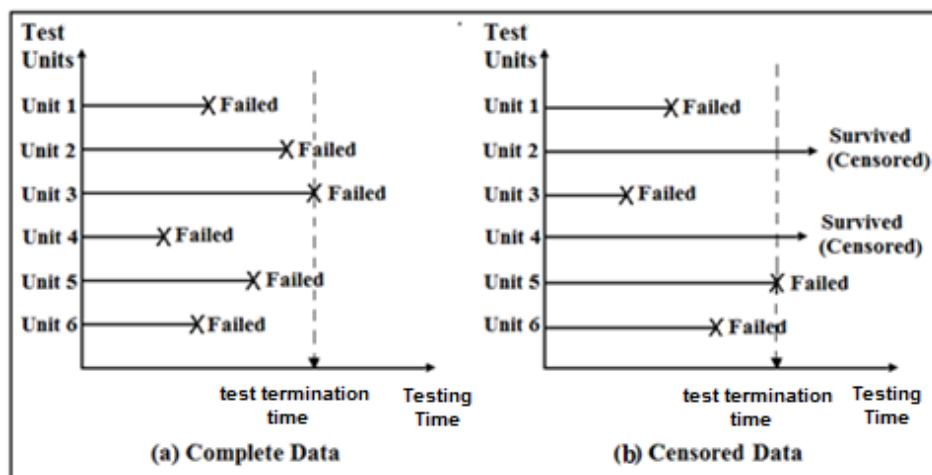 Test
Units
Unit 1
Failed
Unit 2
Failed
Unit 3
Failed
Unit 4
Failed
Unit 5
Failed
Unit 6
Failed
test termination
time
Testing
Time
(a) Complete Data
Test
Units
Unit 1
Failed
Unit 2
Survived
(Censored)
Unit 3
Failed
Unit 4
Survived
(Censored)
Unit 5
Failed
Unit 6
Failed
test termination
time
Testing
Time
(b) Censored Data